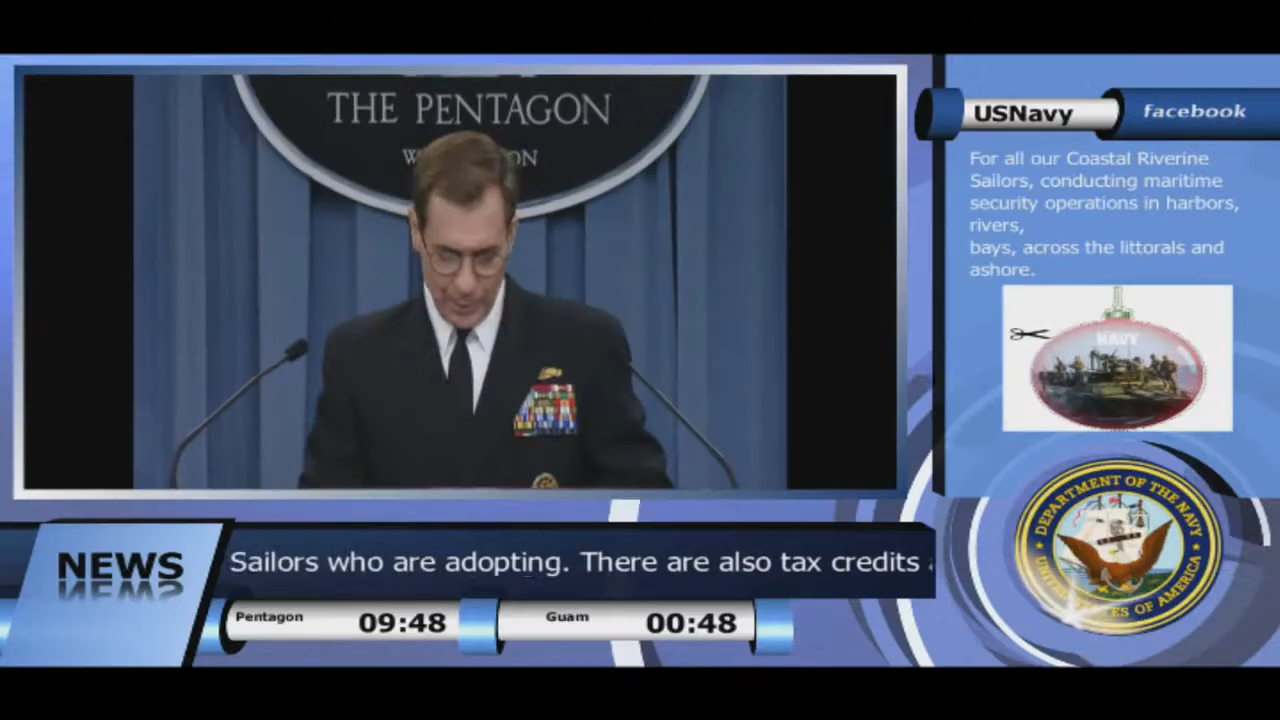 THE PENTAGON
USNavy
facebook
For all our Coastal Riverine
Sailors, conducting maritime
security operations in harbors,
rivers,
bays, across the littorals and
ashore.
NAVY
DEPARTMENT OF THE NAVY
UNITED STATES OF AMERICA
NEWS
Sailors who are adopting. There are also tax credits
Pentagon
09:48
Guam
00:48